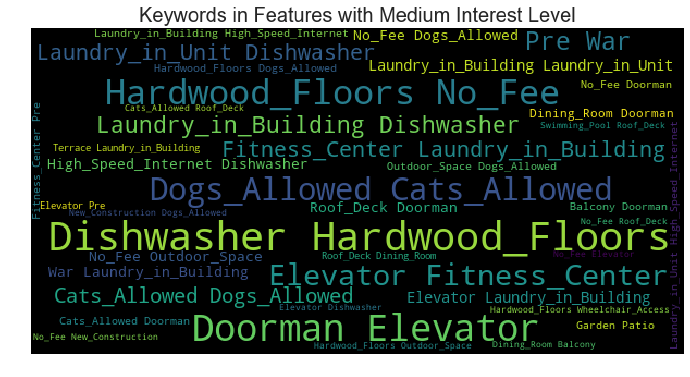 Keywords in Features with Medium Interest Level
Laundry_in_Building High_Speed_Internet
No_Fee Dogs_Allowed
Pre War
Laundry_in_Unit Dishwasher
Hardwood_Floors Dogs_Allowed
Laundry_in_Building Laundry_in_Unit
Hardwood_Floors No_Fee
No_Fee Doorman
Cats_Allowed Roof_Deck
Dining_Room Doorman
Laundry_in_Building Dishwasher
Swimming_Pool Roof_Deck
Fitness_Center Pre
Terrace Laundry_in_Building
Fitness_Center Laundry_in_Building
High_Speed_Internet Dishwasher
Outdoor_Space Dogs_Allowed
Dogs_Allowed Cats_Allowed
Elevator Pre
New_Construction Dogs_Allowed
Roof_Deck Doorman
Balcony Doorman
No_Fee Roof_Deck
Dishwasher Hardwood_Floors
No_Fee Outdoor_Space
Roof_Deck Dining_Room
No_Fee Elevator
War Laundry_in_Building
Elevator Fitness_Center
Laundry_in_Unit High_Speed_Internet
Cats_Allowed Dogs_Allowed
Elevator Laundry_in_Building
Elevator Dishwasher
Hardwood_Floors Wheelchair_Access
Cats_Allowed Doorman
Doorman Elevator
Garden Patio
No_Fee New_Construction
Hardwood_Floors Outdoor_Space
Dining_Room Balcony